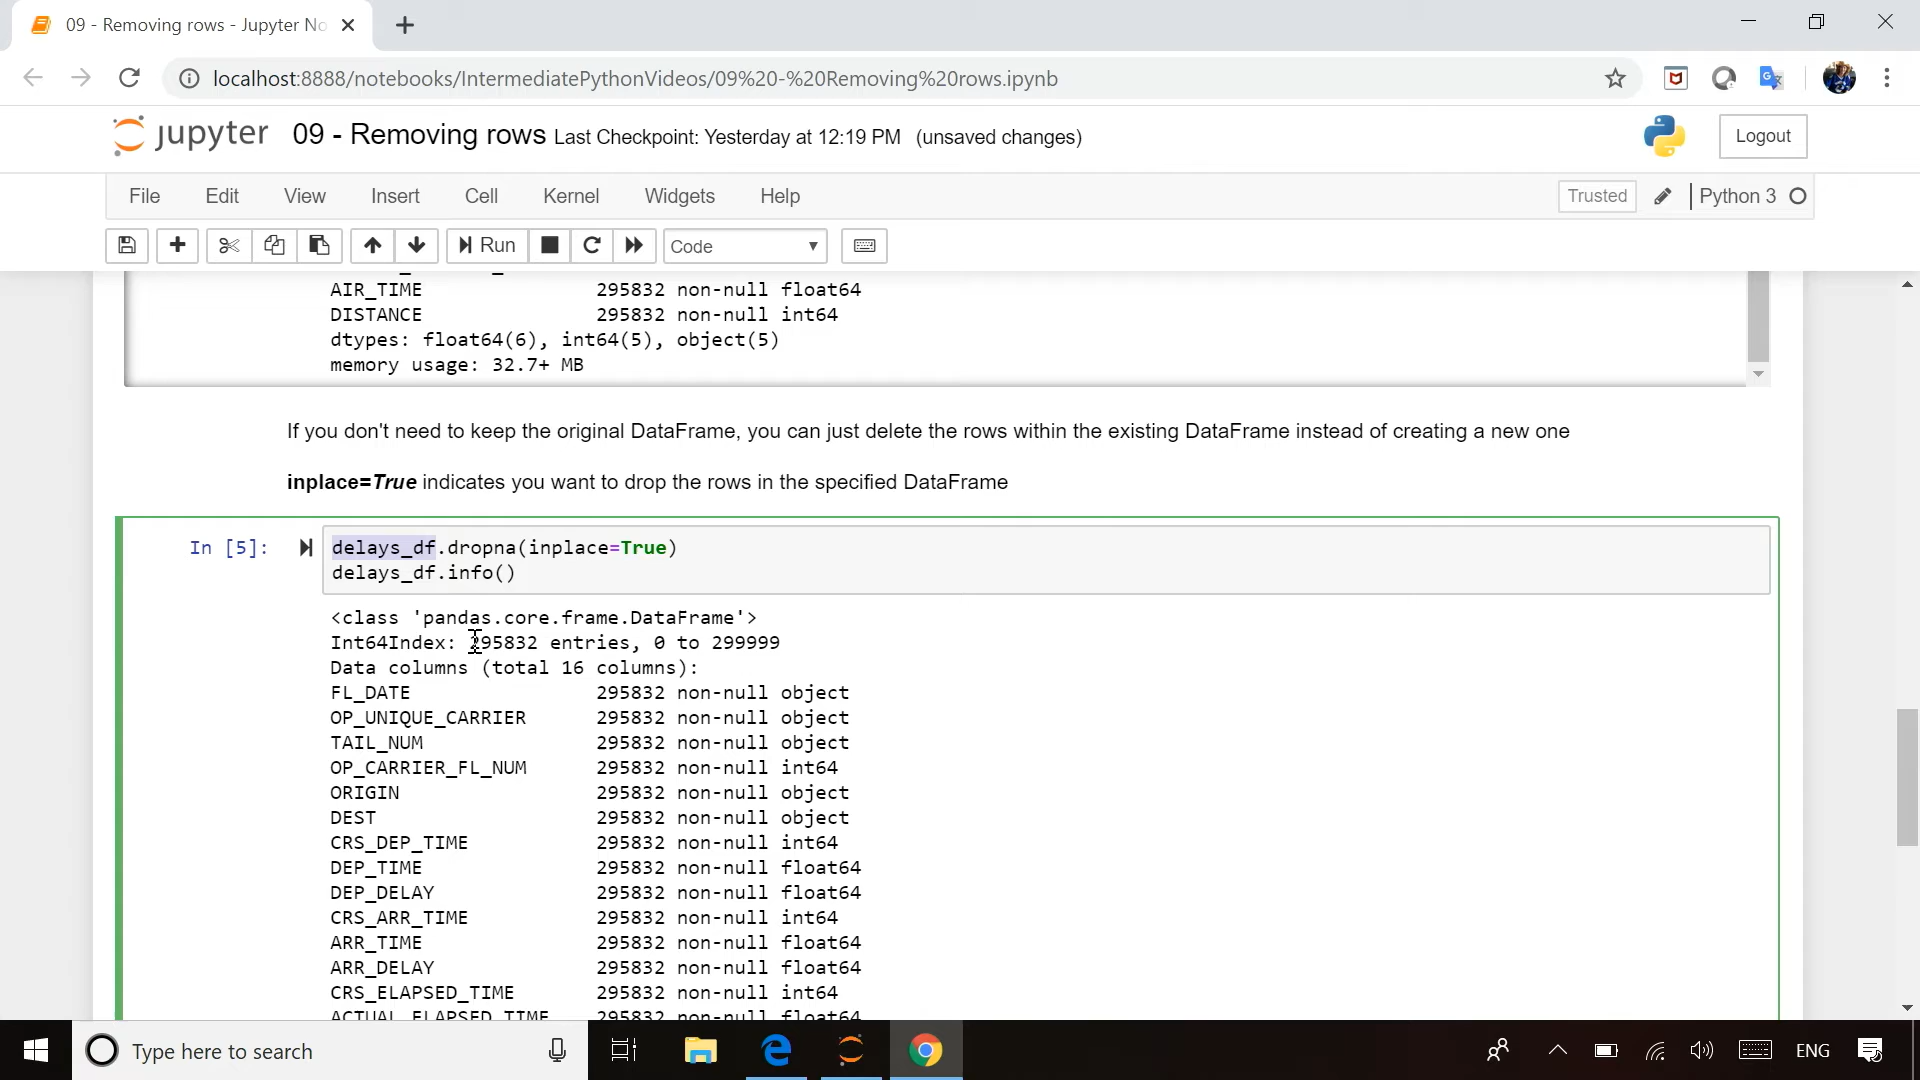 09 - Removing rows - Jupyter No
localhost:8888/notebooks/IntermediatePythonVideos/09%20-%20Removing%20rows.ipynb
jupyter 09 - Removing rows Last Checkpoint: Yesterday at 12:19 PM (unsaved changes)
Logout
File Edit View Insert Cell Kernel Widgets Help
Trusted Python 3
Run Code
AIR_TIME 295832 non-null float64
DISTANCE 295832 non-null int64
dtypes: float64(6), int64(5), object(5)
memory usage: 32.7+ MB
If you don't need to keep the original DataFrame, you can just delete the rows within the existing DataFrame instead of creating a new one
inplace=True indicates you want to drop the rows in the specified DataFrame
In [5]: delays_df.dropna(inplace=True)
delays_df.info()
<class 'pandas.core.frame.DataFrame'>
Int64Index: 295832 entries, 0 to 299999
Data columns (total 16 columns):
FL_DATE 295832 non-null object
OP_UNIQUE_CARRIER 295832 non-null object
TAIL_NUM 295832 non-null object
OP_CARRIER_FL_NUM 295832 non-null int64
ORIGIN 295832 non-null object
DEST 295832 non-null object
CRS_DEP_TIME 295832 non-null int64
DEP_TIME 295832 non-null float64
DEP_DELAY 295832 non-null float64
CRS_ARR_TIME 295832 non-null int64
ARR_TIME 295832 non-null float64
ARR_DELAY 295832 non-null float64
CRS_ELAPSED_TIME 295832 non-null int64
ACTUAL_ELAPSED_TIME 295832 non-null float64
Type here to search
ENG